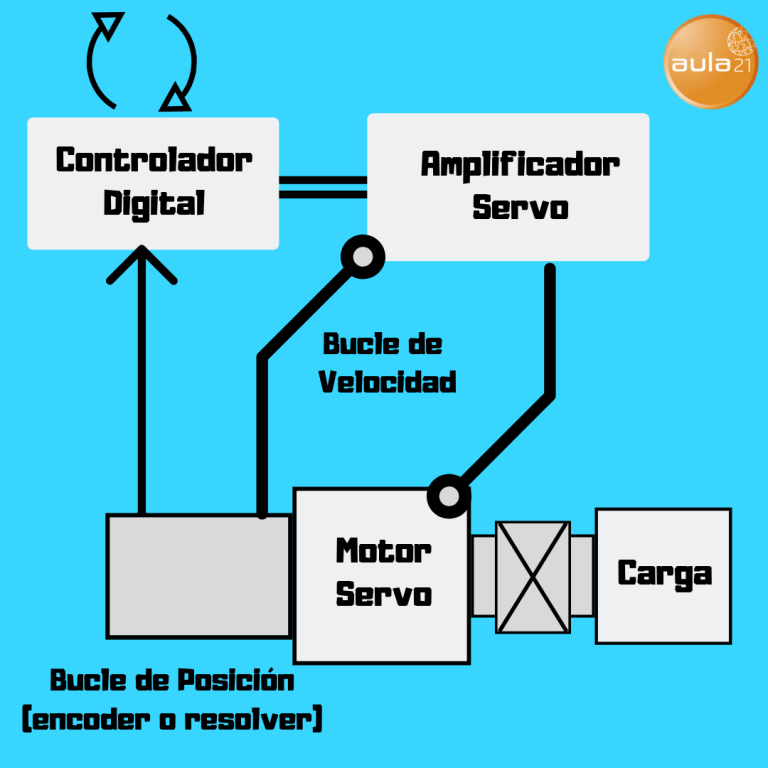 aula21
Controlador
Digital
Amplificador
Servo
Bucle de
Velocidad
Motor
Servo
Carga
Bucle de Posición
(encoder o resolver)